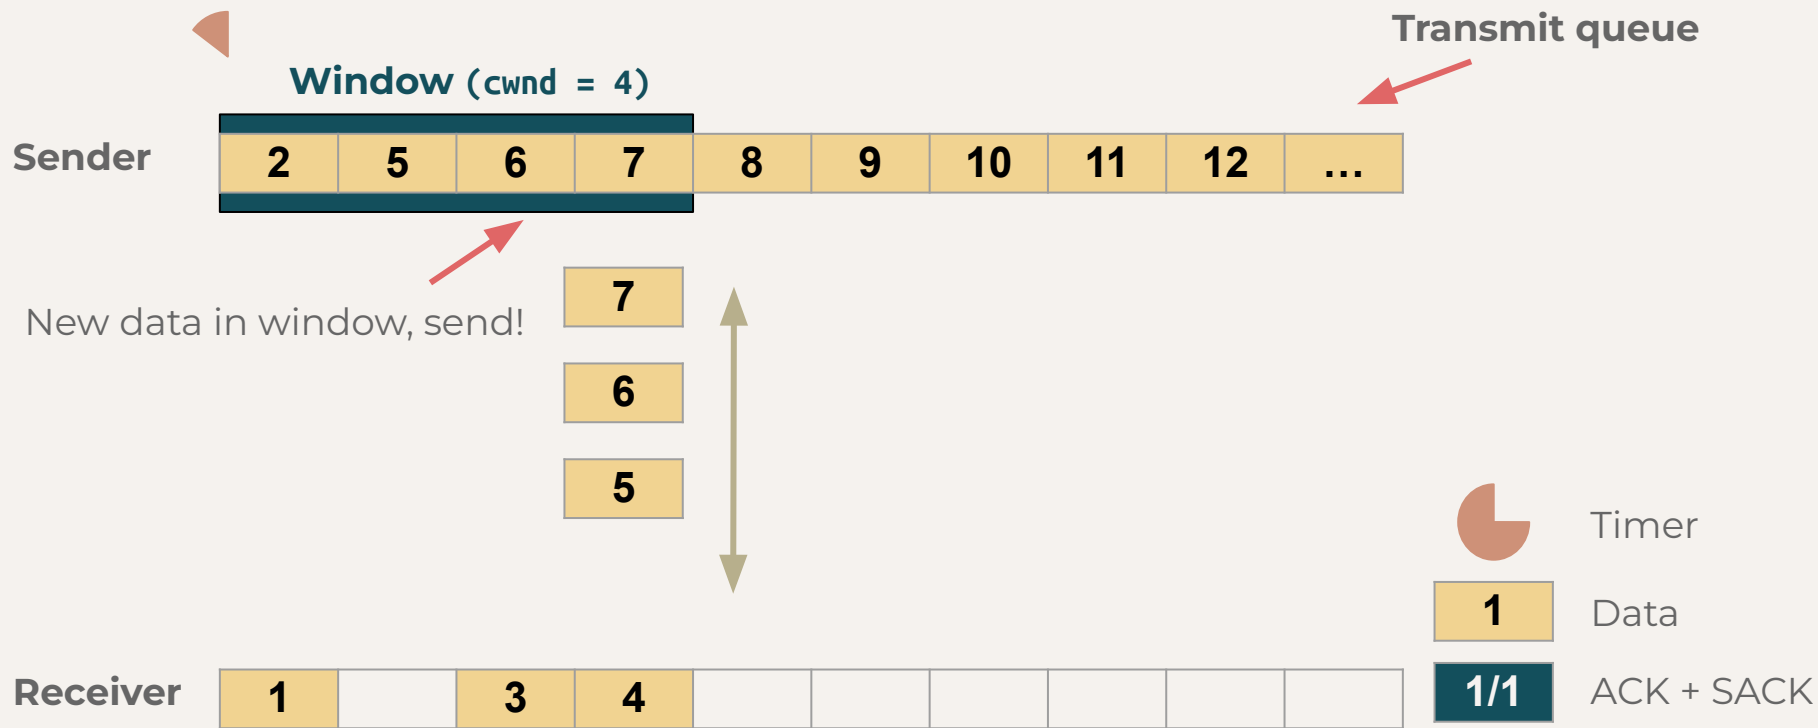 Transmit queue
Window (cwnd = 4)
Sender
2 5 6 7 8 9 10 11 12 ...
7
New data in window, send!
6
5
Timer
1 Data
Receiver
1 3 4
1/1 ACK + SACK